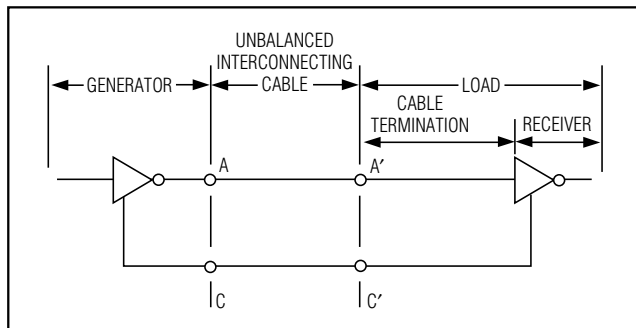 UNBALANCED
INTERCONNECTING
CABLE
GENERATOR
LOAD
CABLE
TERMINATION
RECEIVER
A
A′
C
C′